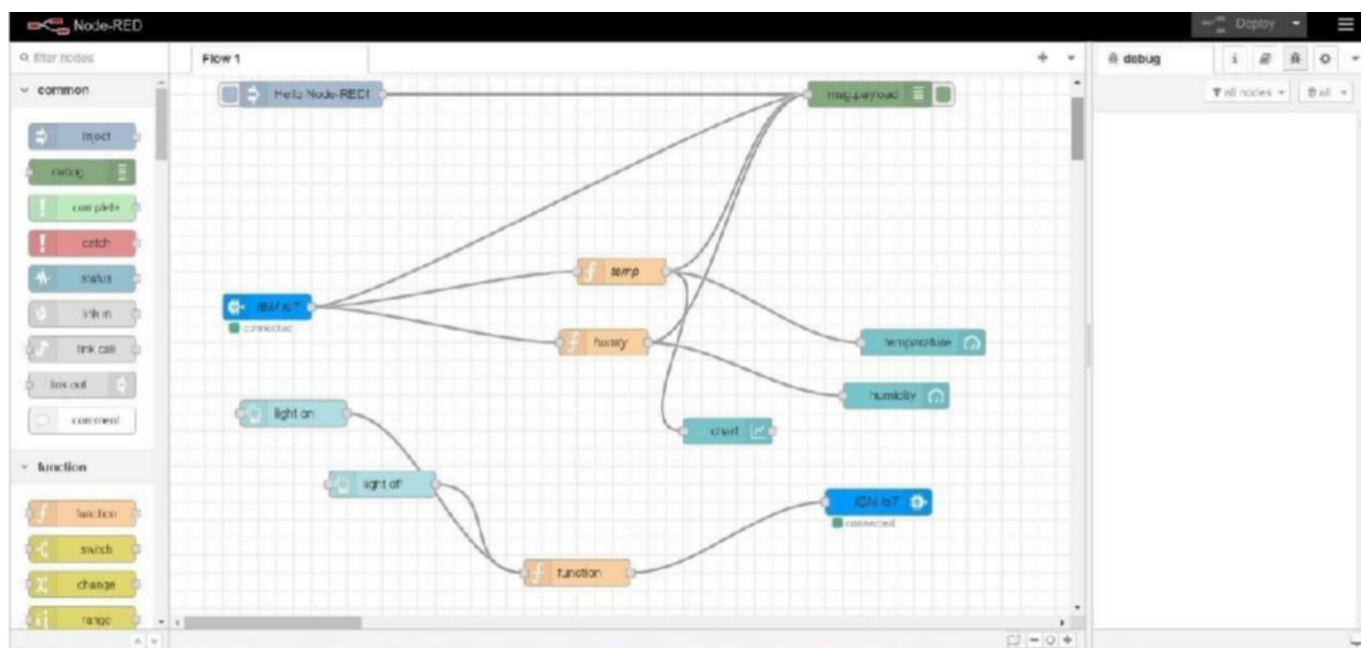 Node-RED
Deploy
filter nodes
Flow 1
debug
i
common
all nodes
all
inject
debug
complete
catch
status
link in
link call
link out
comment
function
function
switch
change
range
Hello Node-RED!
msg.payload
temp
IBM IoT
connected
temperature
humidity
light on
chart
light off
IBM IoT
connected
function